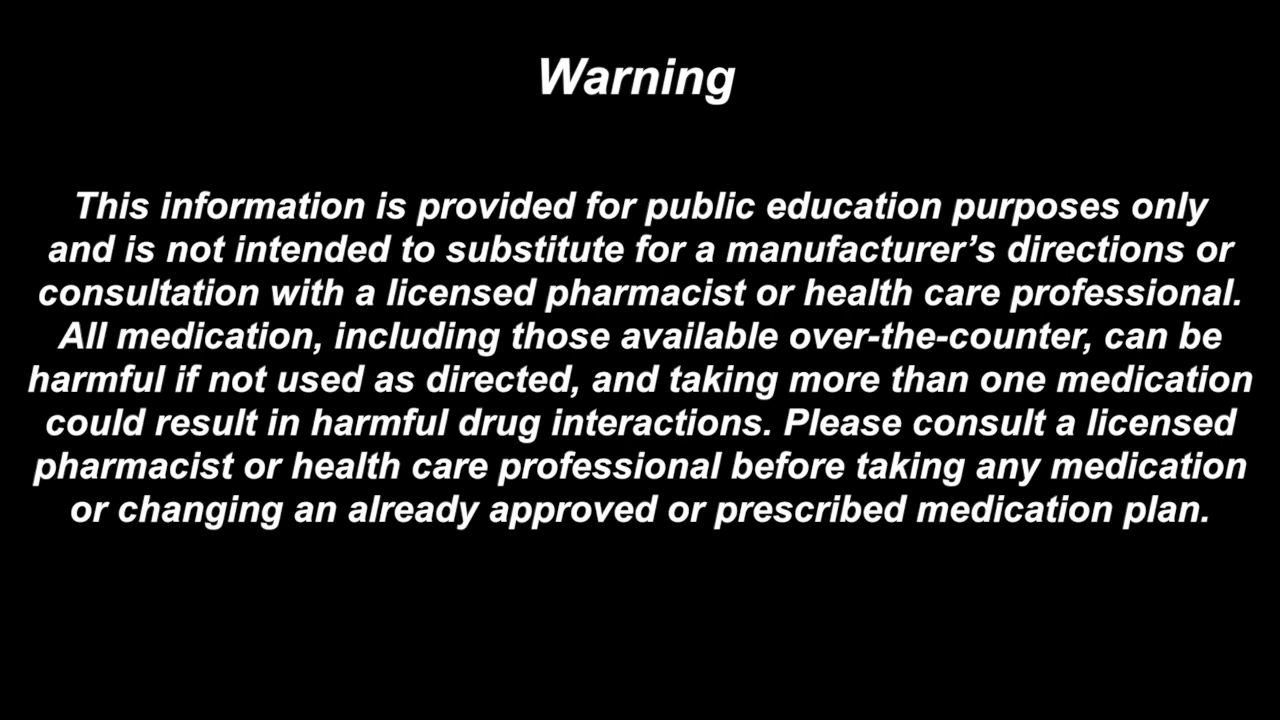 Warning
This information is provided for public education purposes only
and is not intended to substitute for a manufacturer’s directions or
consultation with a licensed pharmacist or health care professional.
All medication, including those available over-the-counter, can be
harmful if not used as directed, and taking more than one medication
could result in harmful drug interactions. Please consult a licensed
pharmacist or health care professional before taking any medication
or changing an already approved or prescribed medication plan.